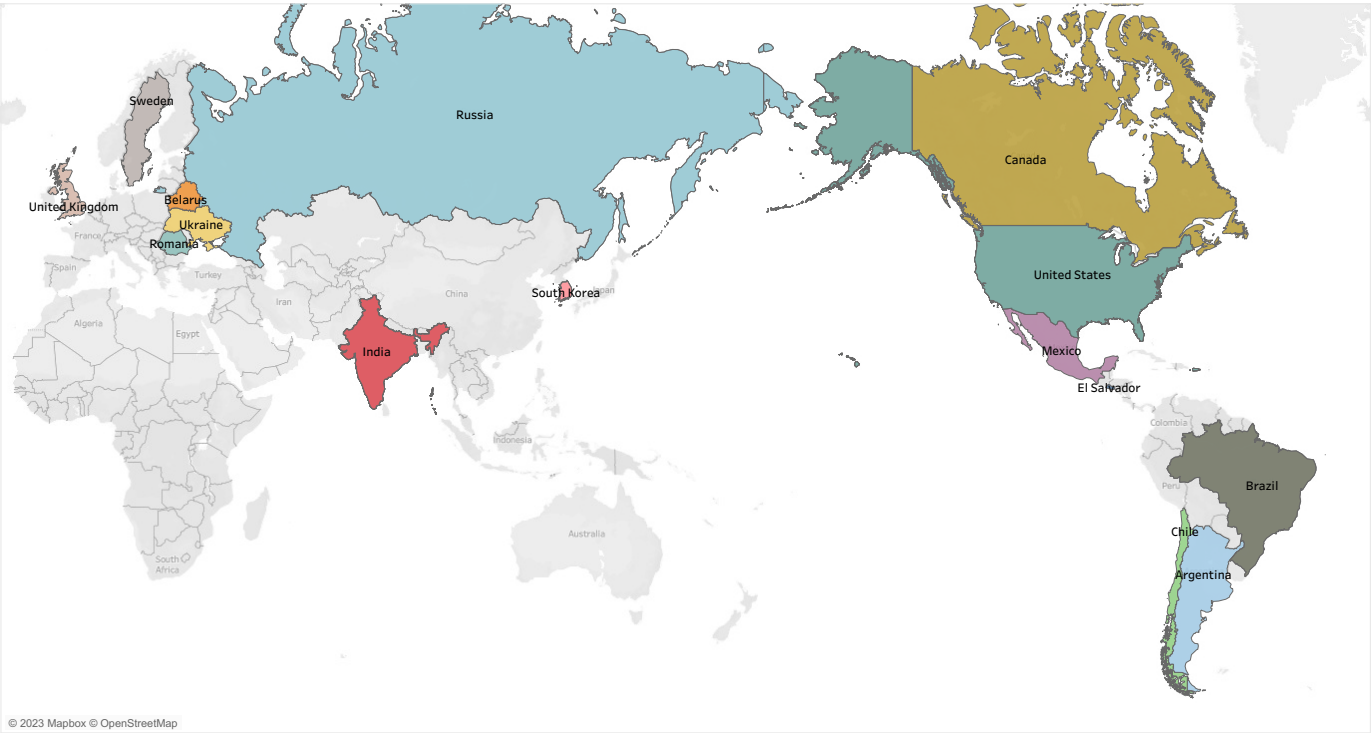 Sweden
Russia
Canada
United Kingdom
Belarus
Ukraine
France
Romania
Spain
Turkey
United States
Iran
China
South Korea
Algeria
Egypt
India
Mexico
El Salvador
Colombia
Indonesia
Peru
Brazil
Australia
Chile
South
Africa
Argentina
© 2023 Mapbox © OpenStreetMap